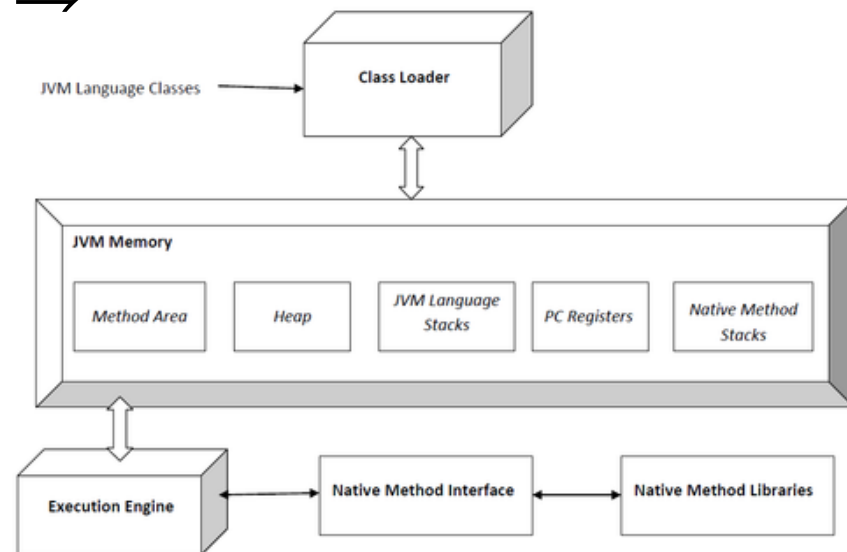 Class Loader
JVM Language Classes
JVM Memory
Method Area
Heap
JVM Language
Stacks
PC Registers
Native Method
Stacks
Execution Engine
Native Method Interface
Native Method Libraries